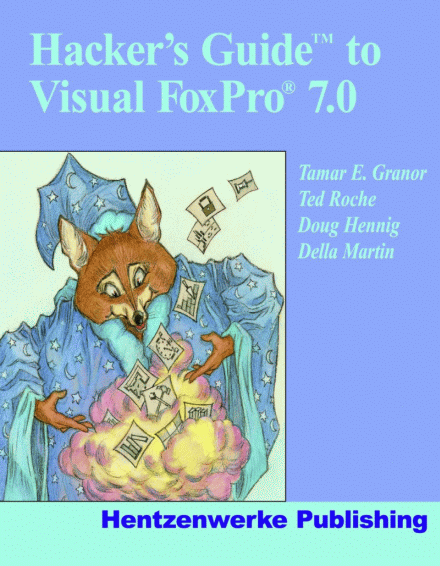 Hacker's Guide™ to
Visual FoxPro® 7.0
Tamar E. Granor
Ted Roche
Doug Hennig
Della Martin
Hentzenwerke Publishing